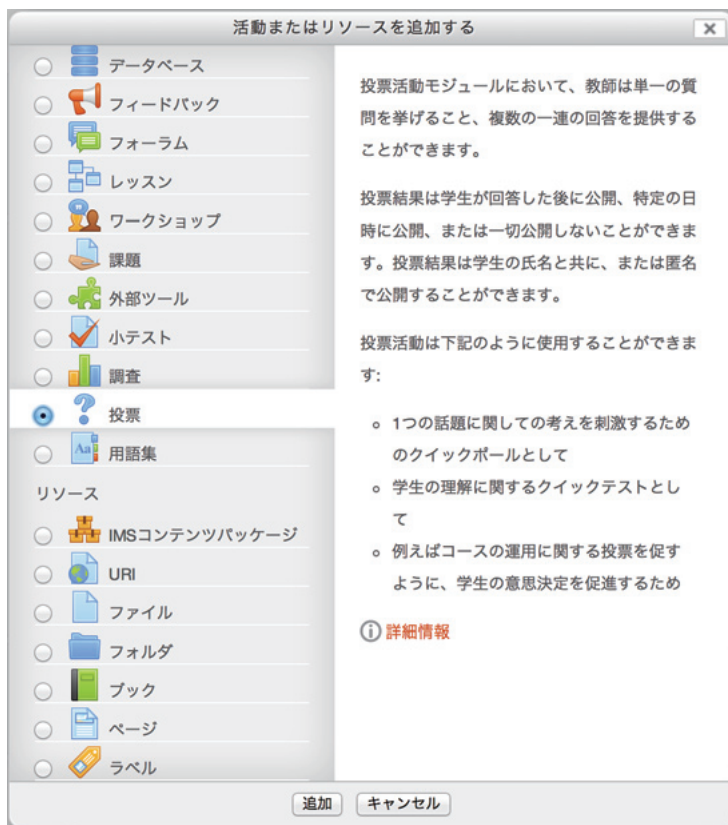 活動またはリソースを追加する
データベース
フィードバック
フォーラム
レッスン
ワークショップ
課題
外部ツール
小テスト
調査
投票
Aa
用語集
リソース
IMSコンテンツパッケージ
URI
ファイル
フォルダ
ブック
ページ
ラベル
投票活動モジュールにおいて、教師は単一の質
問を挙げること、複数の一連の回答を提供する
ことができます。
投票結果は学生が回答した後に公開、特定の日
時に公開、または一切公開しないことができま
す。投票結果は学生の氏名と共に、または匿名
で公開することができます。
投票活動は下記のように使用することができま
す:
1つの話題に関しての考えを刺激するため
のクイックポールとして
学生の理解に関するクイックテストとし
て
例えばコースの運用に関する投票を促す
ように、学生の意思決定を促進するため
詳細情報
追加
キャンセル